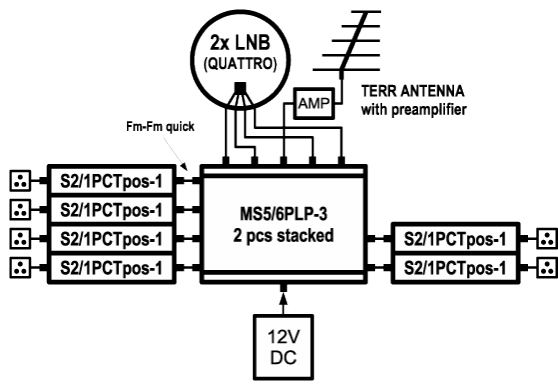 2x LNB
(QUATTRO)
AMP
TERR ANTENNA
with preamplifier
Fm-Fm quick
S2/1PCTpos-1
S2/1PCTpos-1
S2/1PCTpos-1
S2/1PCTpos-1
MS5/6PLP-3
2 pcs stacked
S2/1PCTpos-1
S2/1PCTpos-1
12V
DC